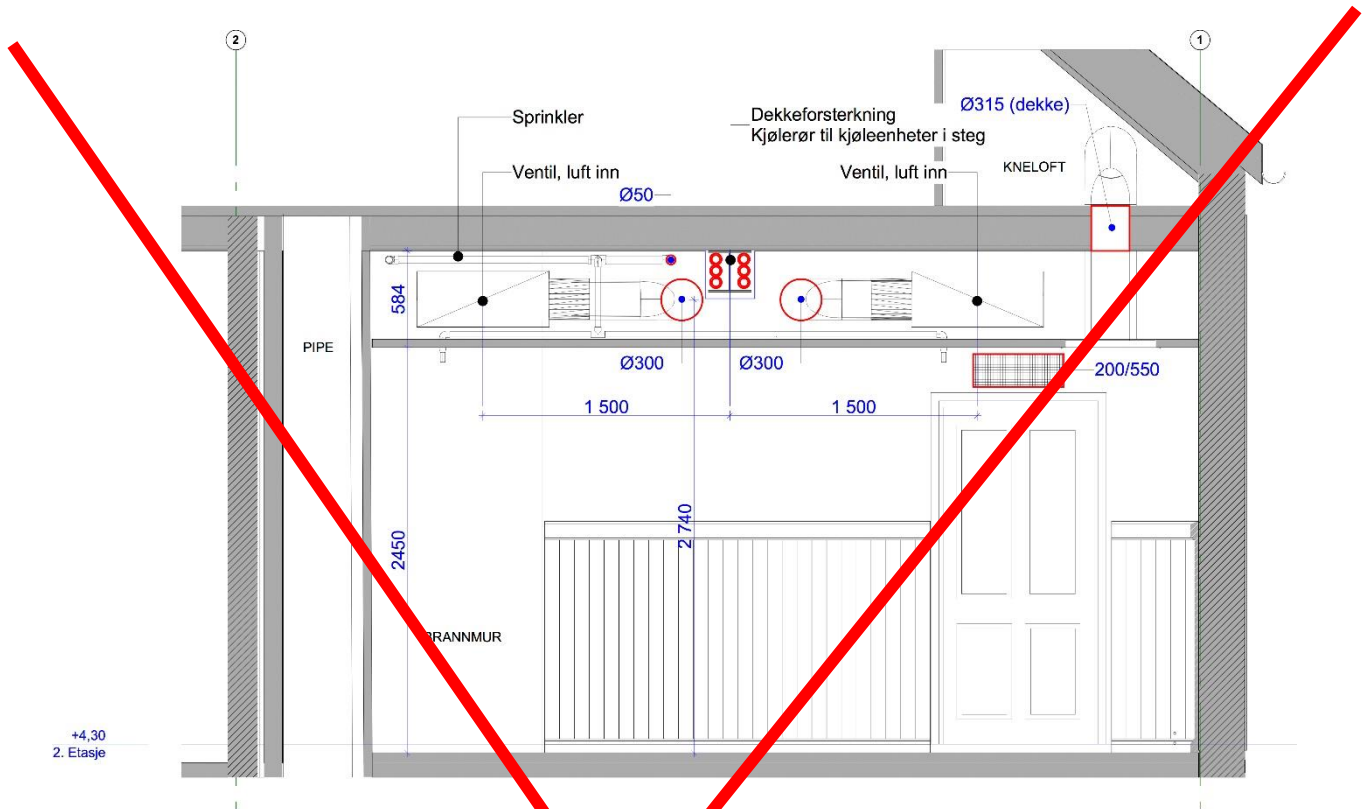 2
1
Sprinkler
Dekkeforsterkning
Kjølerør til kjøleenheter i steg
Ø315 (dekke)
KNELOFT
Ventil, luft inn
Ventil, luft inn
Ø50
584
PIPE
Ø300
Ø300
200/550
1 500
1 500
2450
2 740
BRANNMUR
+4,30
2. Etasje